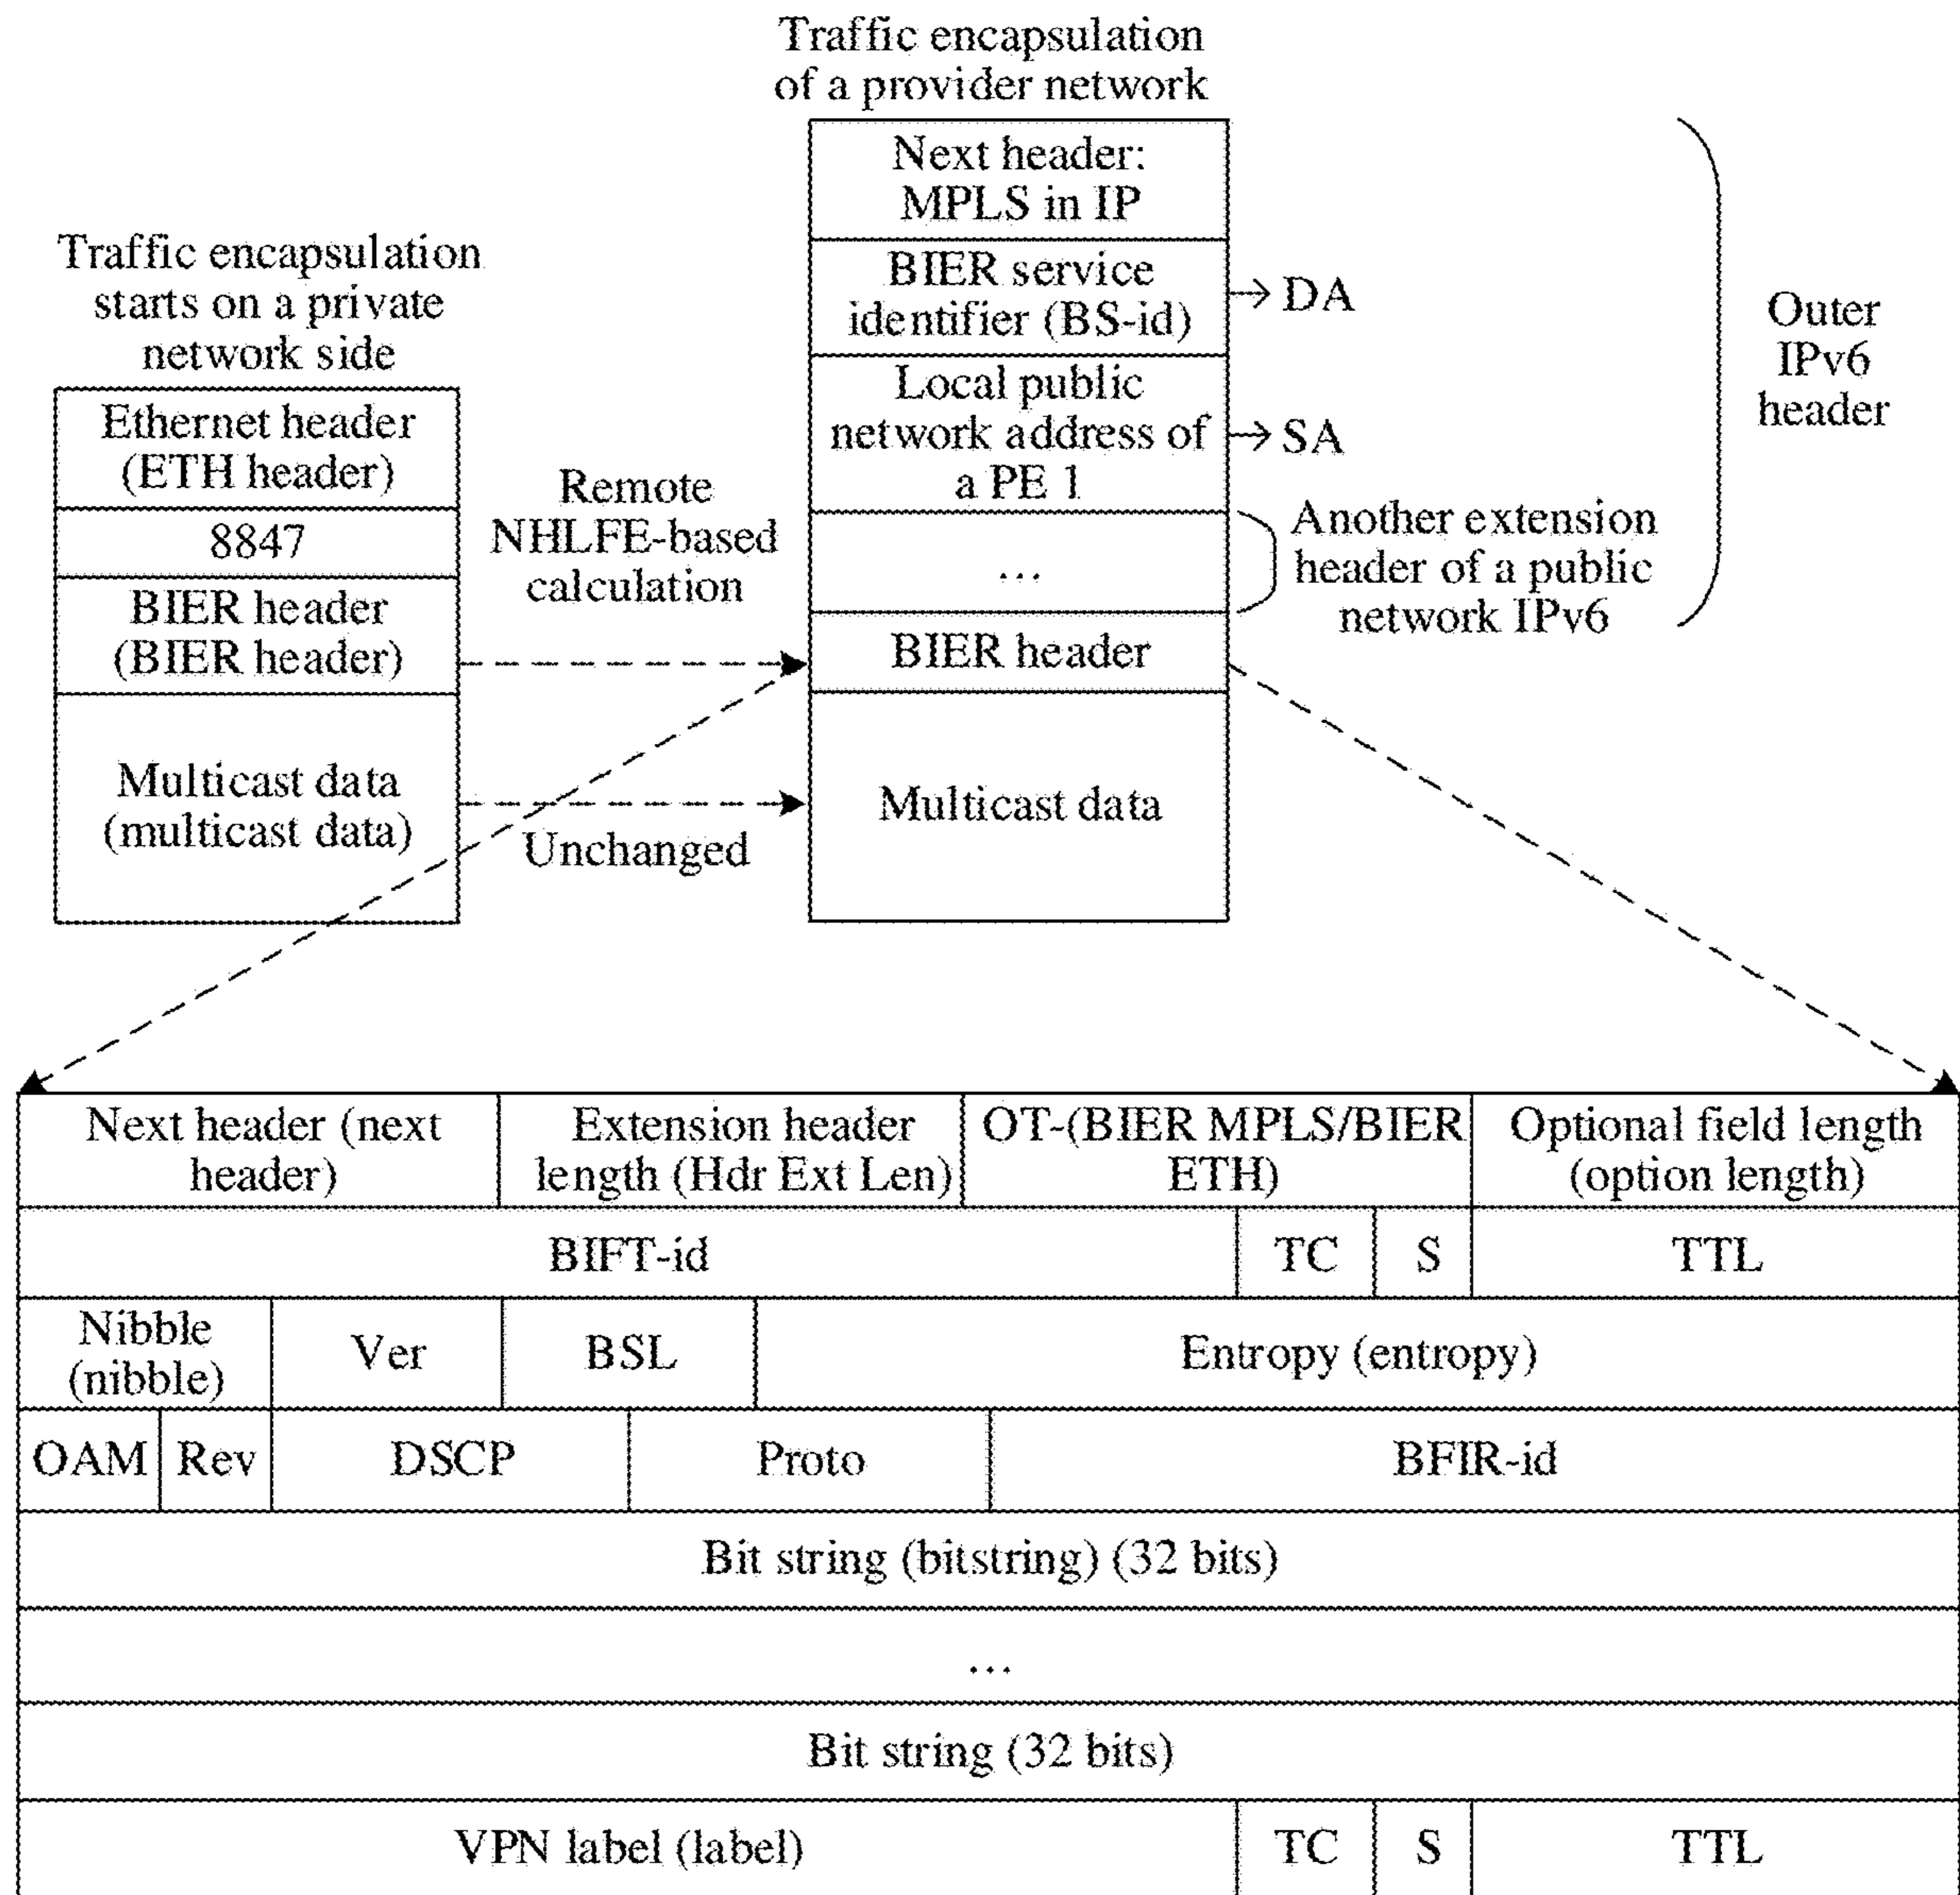 Traffic encapsulation
of a provider network
Next header:
MPLS in IP
BIER service
identifier (BS-id)
DA
Local public
network address of
a PE 1
SA
...
Another extension
header of a public
network IPv6
Outer
IPv6
header
BIER header
Multicast data
Traffic encapsulation
starts on a private
network side
Ethernet header
(ETH header)
8847
BIER header
(BIER header)
Multicast data
(multicast data)
Remote
NHLFE-based
calculation
Unchanged
Next header (next
header)
Extension header
length (Hdr Ext Len)
OT-(BIER MPLS/BIER
ETH)
Optional field length
(option length)
BIFT-id
TC
S
TTL
Nibble
(nibble)
Ver
BSL
Entropy (entropy)
OAM
Rev
DSCP
Proto
BFIR-id
Bit string (bitstring) (32 bits)
...
Bit string (32 bits)
VPN label (label)
TC
S
TTL